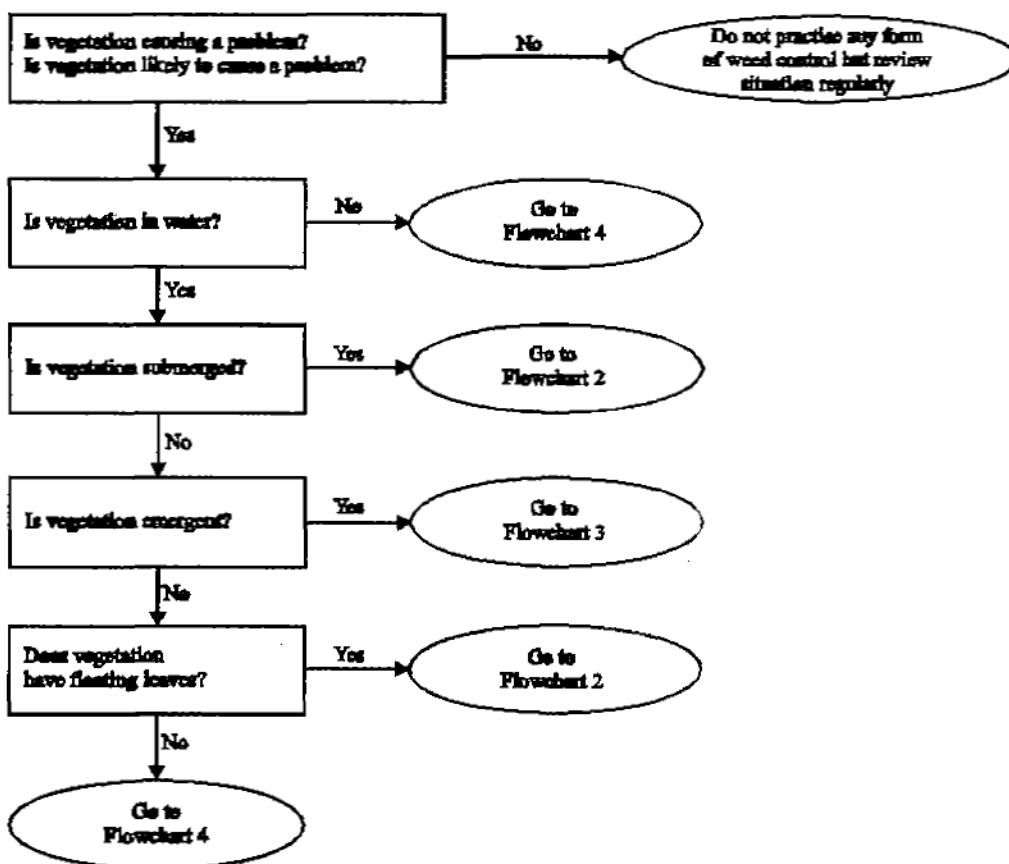 Is vegetation causing a problem?
Is vegetation likely to cause a problem?
No
Do not practise any form
of weed control but review
situation regularly
Yes
Is vegetation in water?
No
Go to
Flowchart 4
Yes
Is vegetation submerged?
Yes
Go to
Flowchart 2
No
Is vegetation emergent?
Yes
Go to
Flowchart 3
No
Does vegetation
have floating leaves?
Yes
Go to
Flowchart 2
No
Go to
Flowchart 4